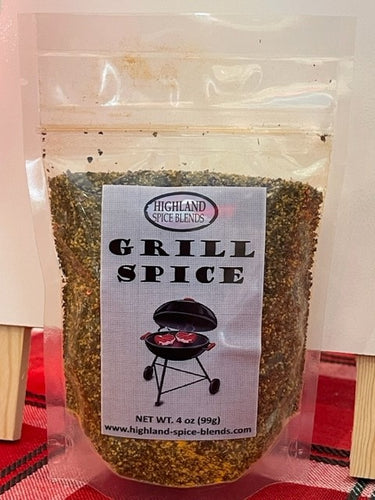 HIGHLAND
SPICE BLENDS
GRILL
SPICE
NET WT. 4 oz (99g)
www.highland-spice-blends.com